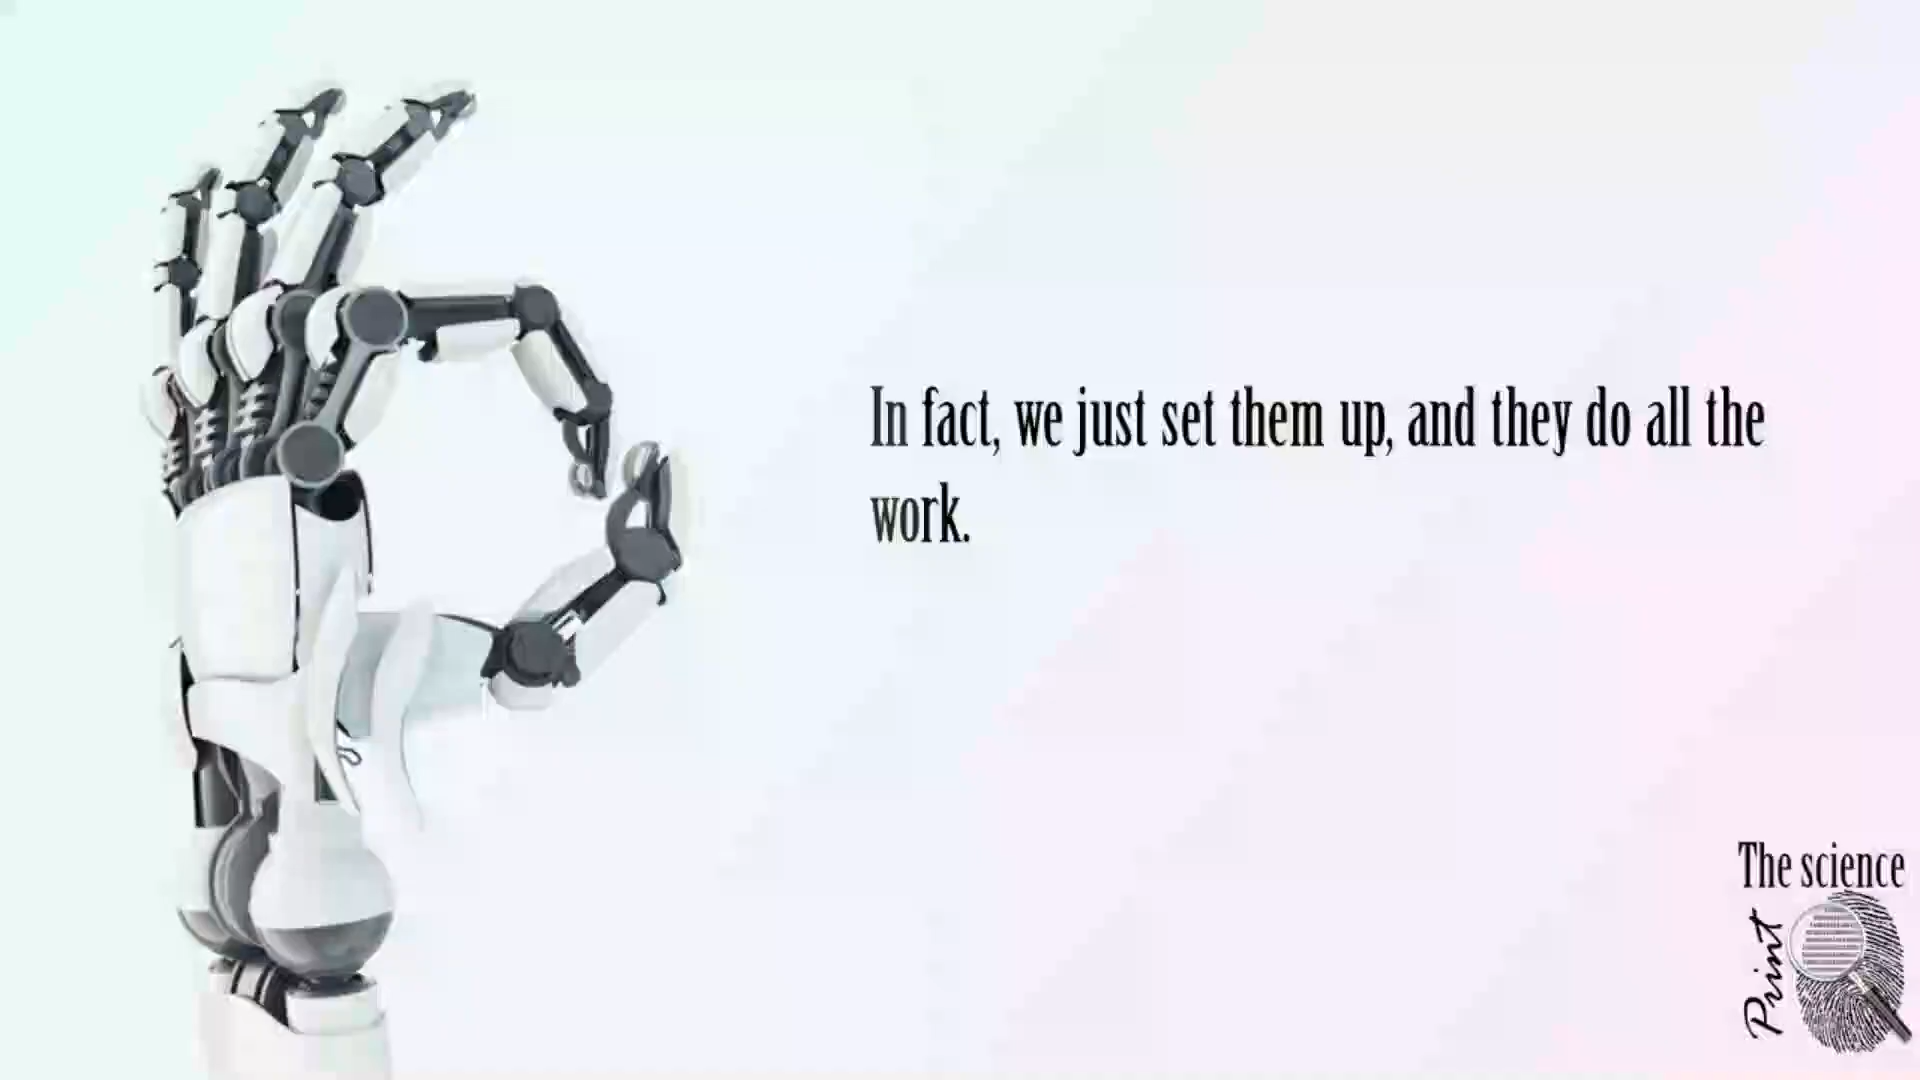 In fact, we just set them up, and they do all the
work.
The science
Print